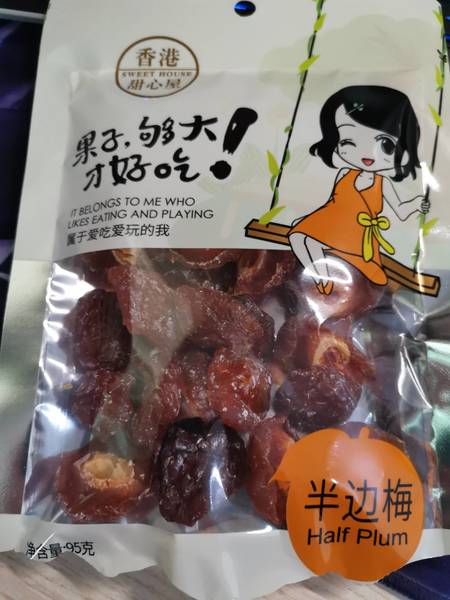 香港
SWEET HOUSE
甜心屋
果子,够大
才好吃!
IT BELONGS TO ME WHO
LIKES EATING AND PLAYING
属于爱吃爱玩的我
半边梅
Half Plum
净含量:95克